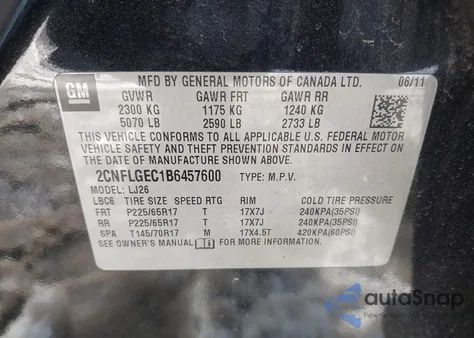 GM MFD BY GENERAL MOTORS OF CANADA LTD. 06/11
GVWR GAWR FRT GAWR RR
2300 KG 1175 KG 1240 KG
5070 LB 2590 LB 2733 LB
THIS VEHICLE CONFORMS TO ALL APPLICABLE U.S. FEDERAL MOTOR
VEHICLE SAFETY AND THEFT PREVENTION STANDARDS IN EFFECT ON
THE DATE OF MANUFACTURE SHOWN ABOVE.
2CNFLGEC1B6457600 TYPE: M.P.V.
MODEL: LJ26
LBC6 TIRE SIZE SPEED RTG RIM COLD TIRE PRESSURE
FRT P225/65R17 T 17X7J 240KPA(35PSI)
RR P225/65R17 T 17X7J 240KPA(35PSI)
SPA T145/70R17 M 17X4.5T 420KPA(60PSI)
SEE OWNER'S MANUAL FOR MORE INFORMATION.
autoSnap